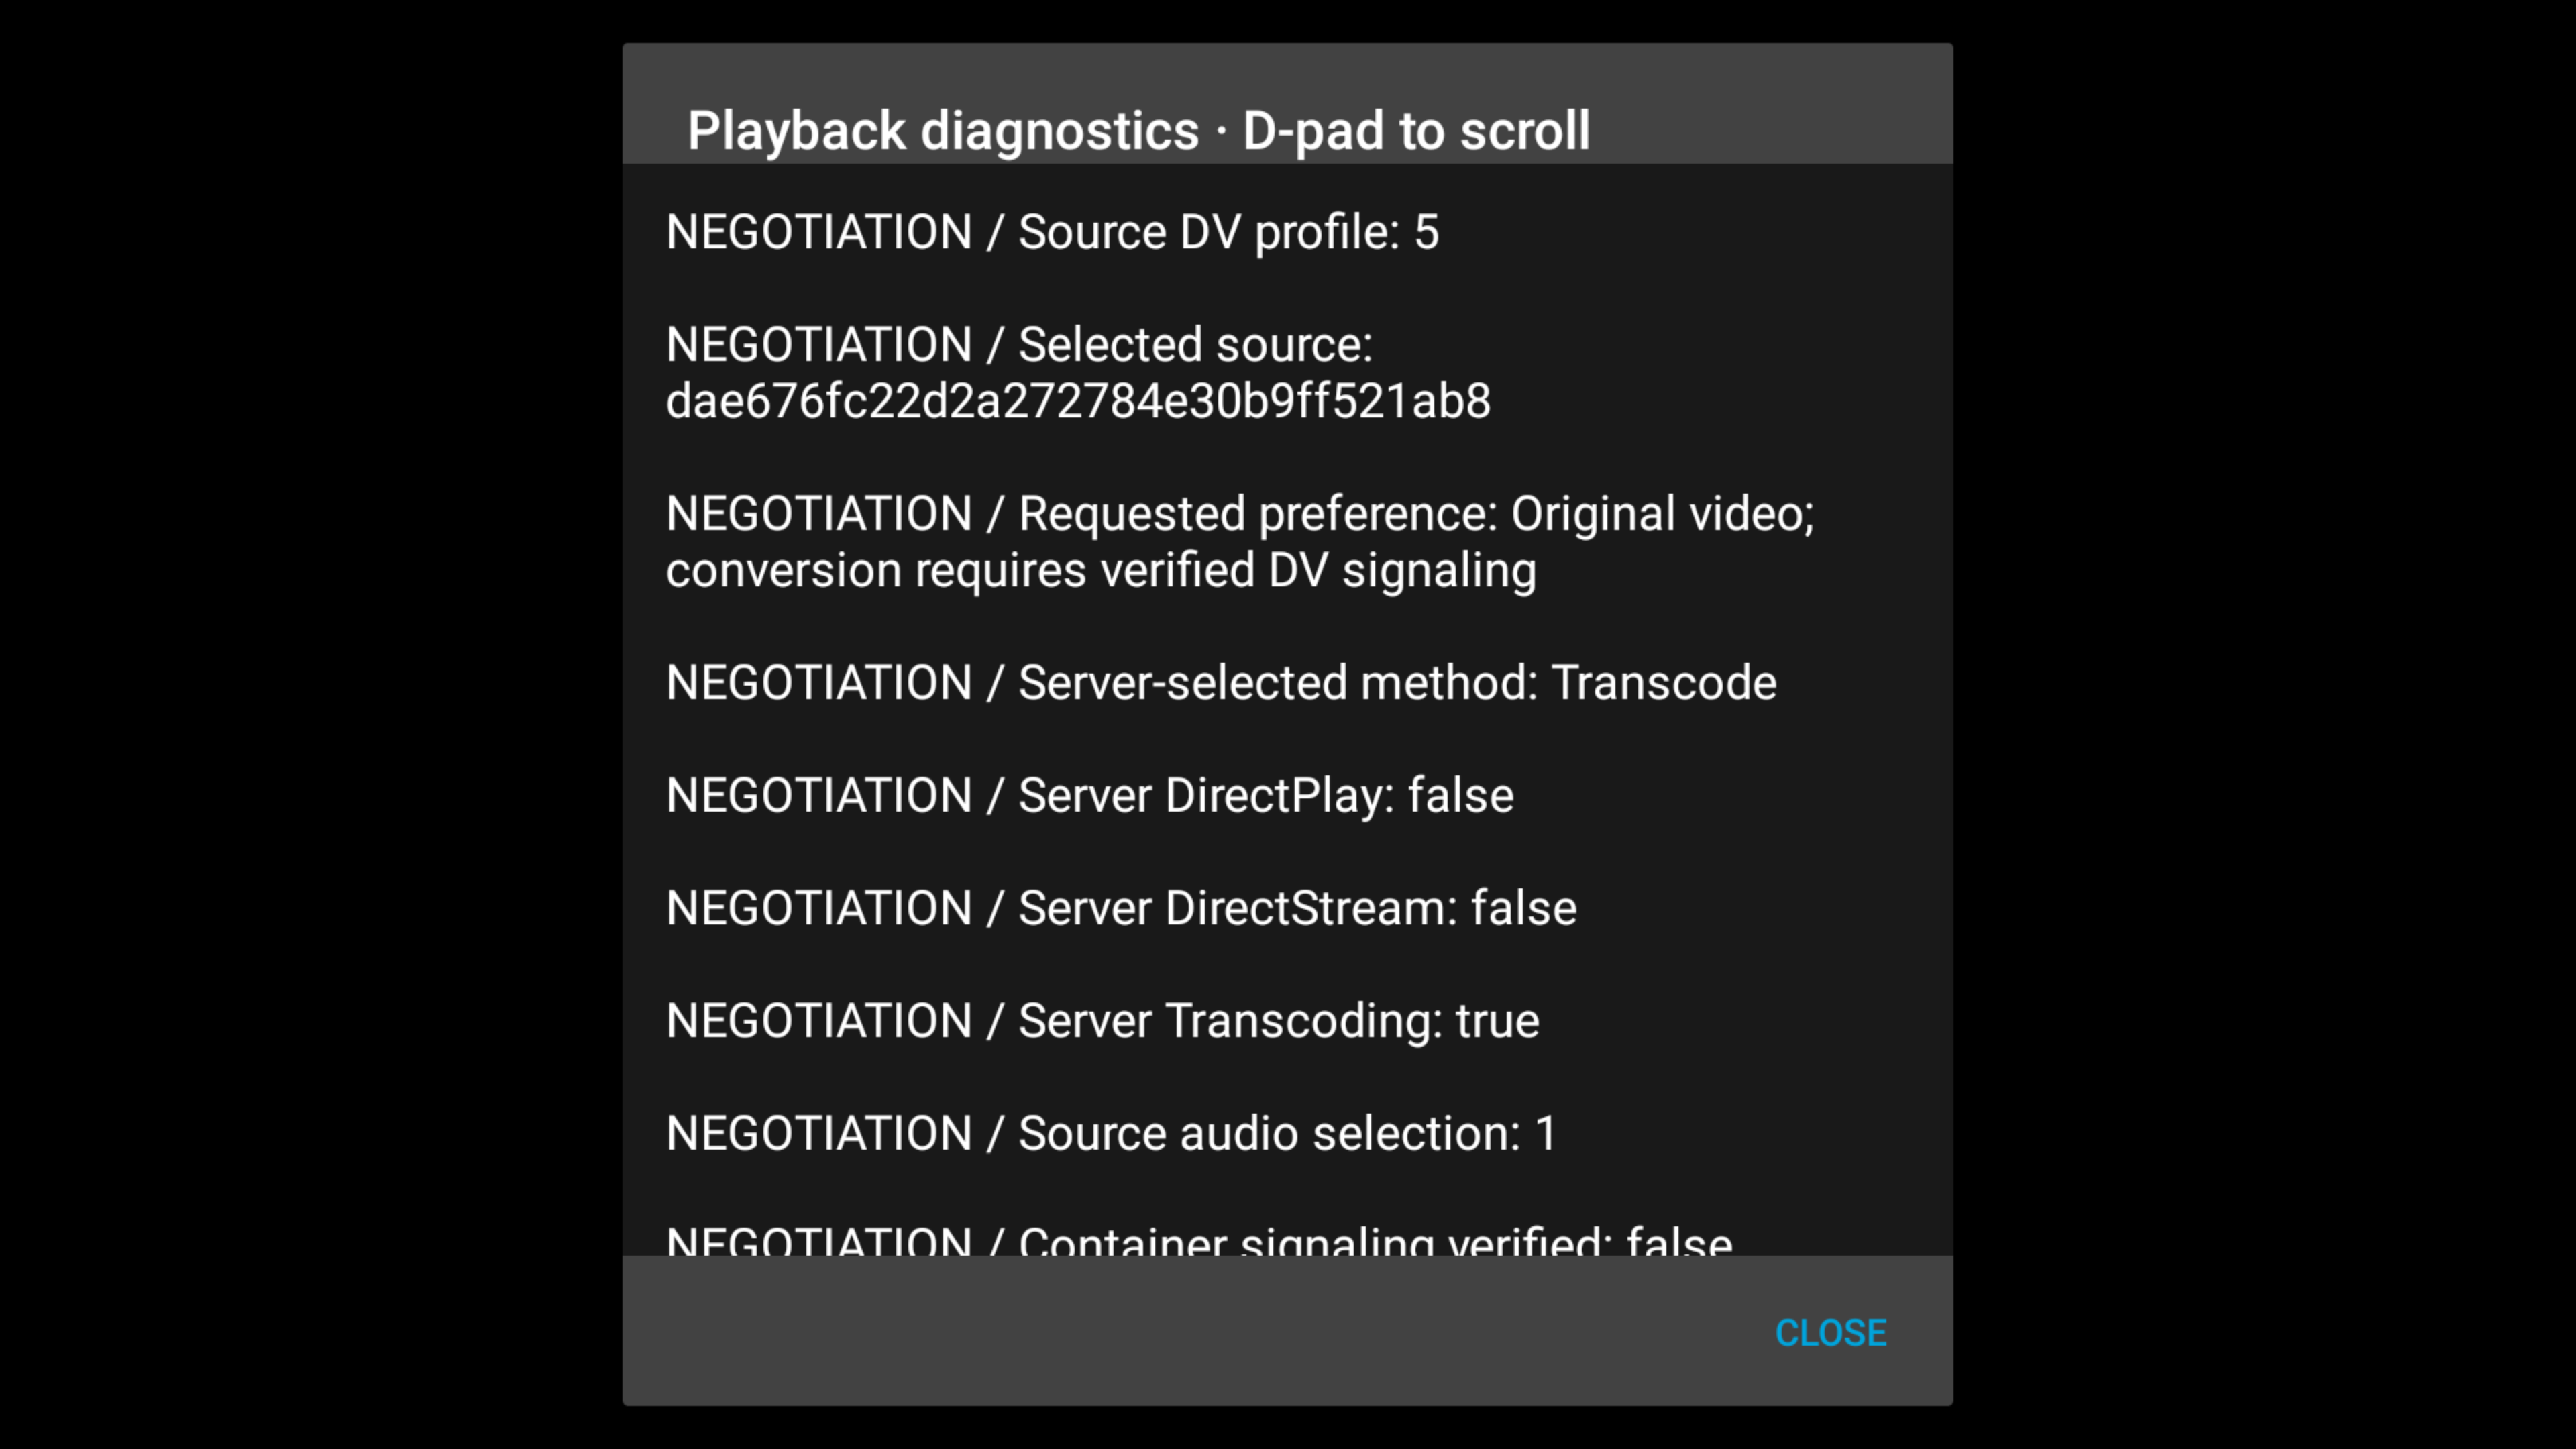 Playback diagnostics · D-pad to scroll
NEGOTIATION / Source DV profile: 5
NEGOTIATION / Selected source:
dae676fc22d2a272784e30b9ff521ab8
NEGOTIATION / Requested preference: Original video;
conversion requires verified DV signaling
NEGOTIATION / Server-selected method: Transcode
NEGOTIATION / Server DirectPlay: false
NEGOTIATION / Server DirectStream: false
NEGOTIATION / Server Transcoding: true
NEGOTIATION / Source audio selection: 1
NEGOTIATION / Container signaling verified: false
CLOSE